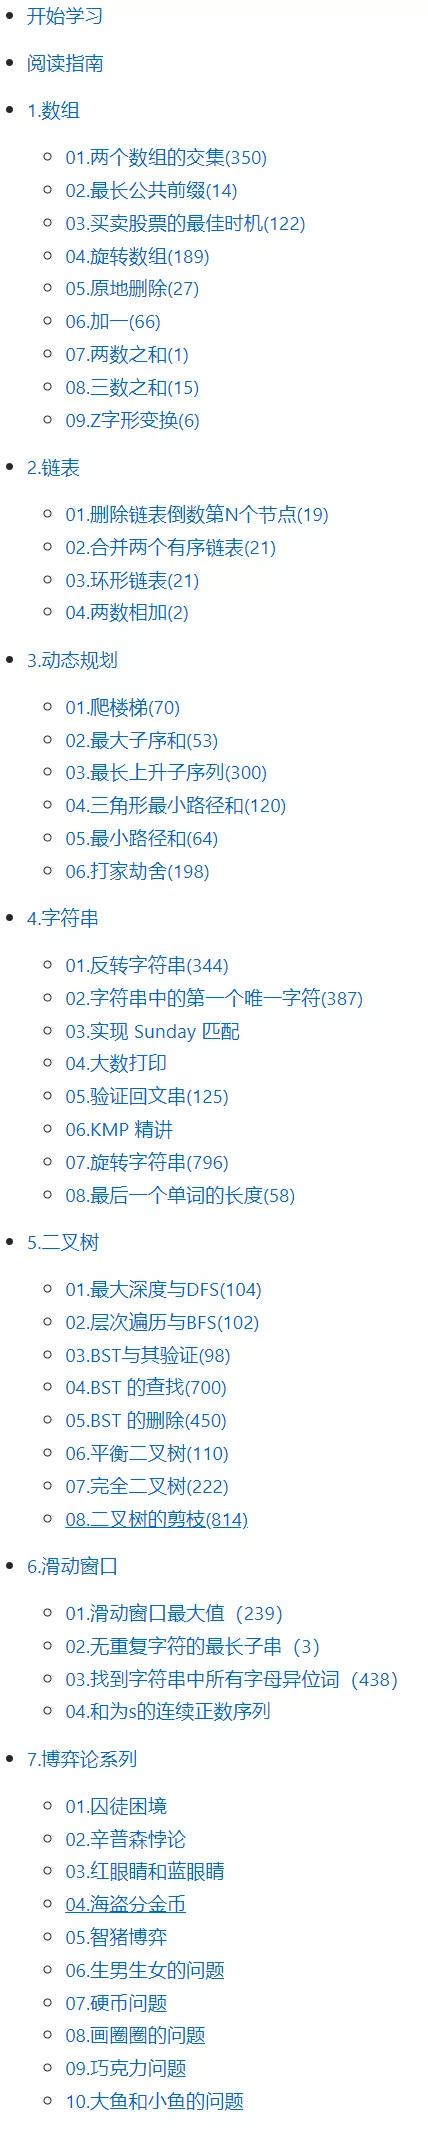 开始学习
阅读指南
1.数组
01.两个数组的交集(350)
02.最长公共前缀(14)
03.买卖股票的最佳时机(122)
04.旋转数组(189)
05.原地删除(27)
06.加一(66)
07.两数之和(1)
08.三数之和(15)
09.Z字形变换(6)
2.链表
01.删除链表倒数第N个节点(19)
02.合并两个有序链表(21)
03.环形链表(21)
04.两数相加(2)
3.动态规划
01.爬楼梯(70)
02.最大子序和(53)
03.最长上升子序列(300)
04.三角形最小路径和(120)
05.最小路径和(64)
06.打家劫舍(198)
4.字符串
01.反转字符串(344)
02.字符串中的第一个唯一字符(387)
03.实现 Sunday 匹配
04.大数打印
05.验证回文串(125)
06.KMP 精讲
07.旋转字符串(796)
08.最后一个单词的长度(58)
5.二叉树
01.最大深度与DFS(104)
02.层次遍历与BFS(102)
03.BST与其验证(98)
04.BST 的查找(700)
05.BST 的删除(450)
06.平衡二叉树(110)
07.完全二叉树(222)
08.二叉树的剪枝(814)
6.滑动窗口
01.滑动窗口最大值（239）
02.无重复字符的最长子串（3）
03.找到字符串中所有字母异位词（438）
04.和为s的连续正数序列
7.博弈论系列
01.囚徒困境
02.辛普森悖论
03.红眼睛和蓝眼睛
04.海盗分金币
05.智猪博弈
06.生男生女的问题
07.硬币问题
08.画圈圈的问题
09.巧克力问题
10.大鱼和小鱼的问题